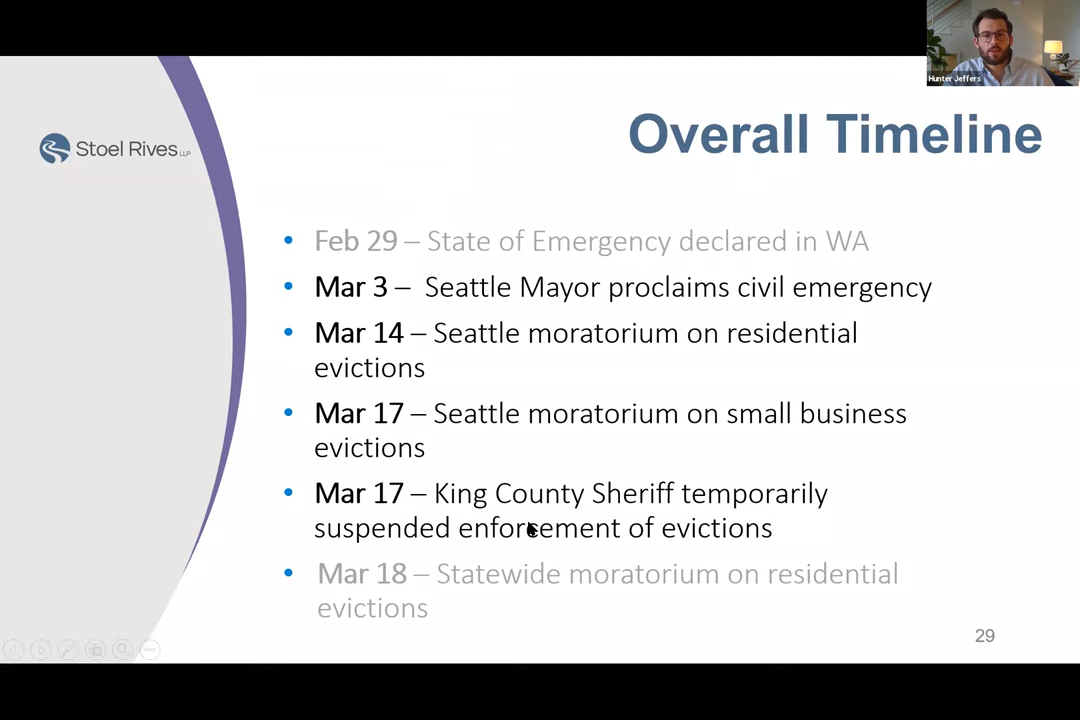 Hunter Jeffers
Stoel Rives LLP
Overall Timeline
• Feb 29 – State of Emergency declared in WA
• Mar 3 – Seattle Mayor proclaims civil emergency
• Mar 14 – Seattle moratorium on residential
evictions
• Mar 17 – Seattle moratorium on small business
evictions
• Mar 17 – King County Sheriff temporarily
suspended enforcement of evictions
• Mar 18 – Statewide moratorium on residential
evictions
29